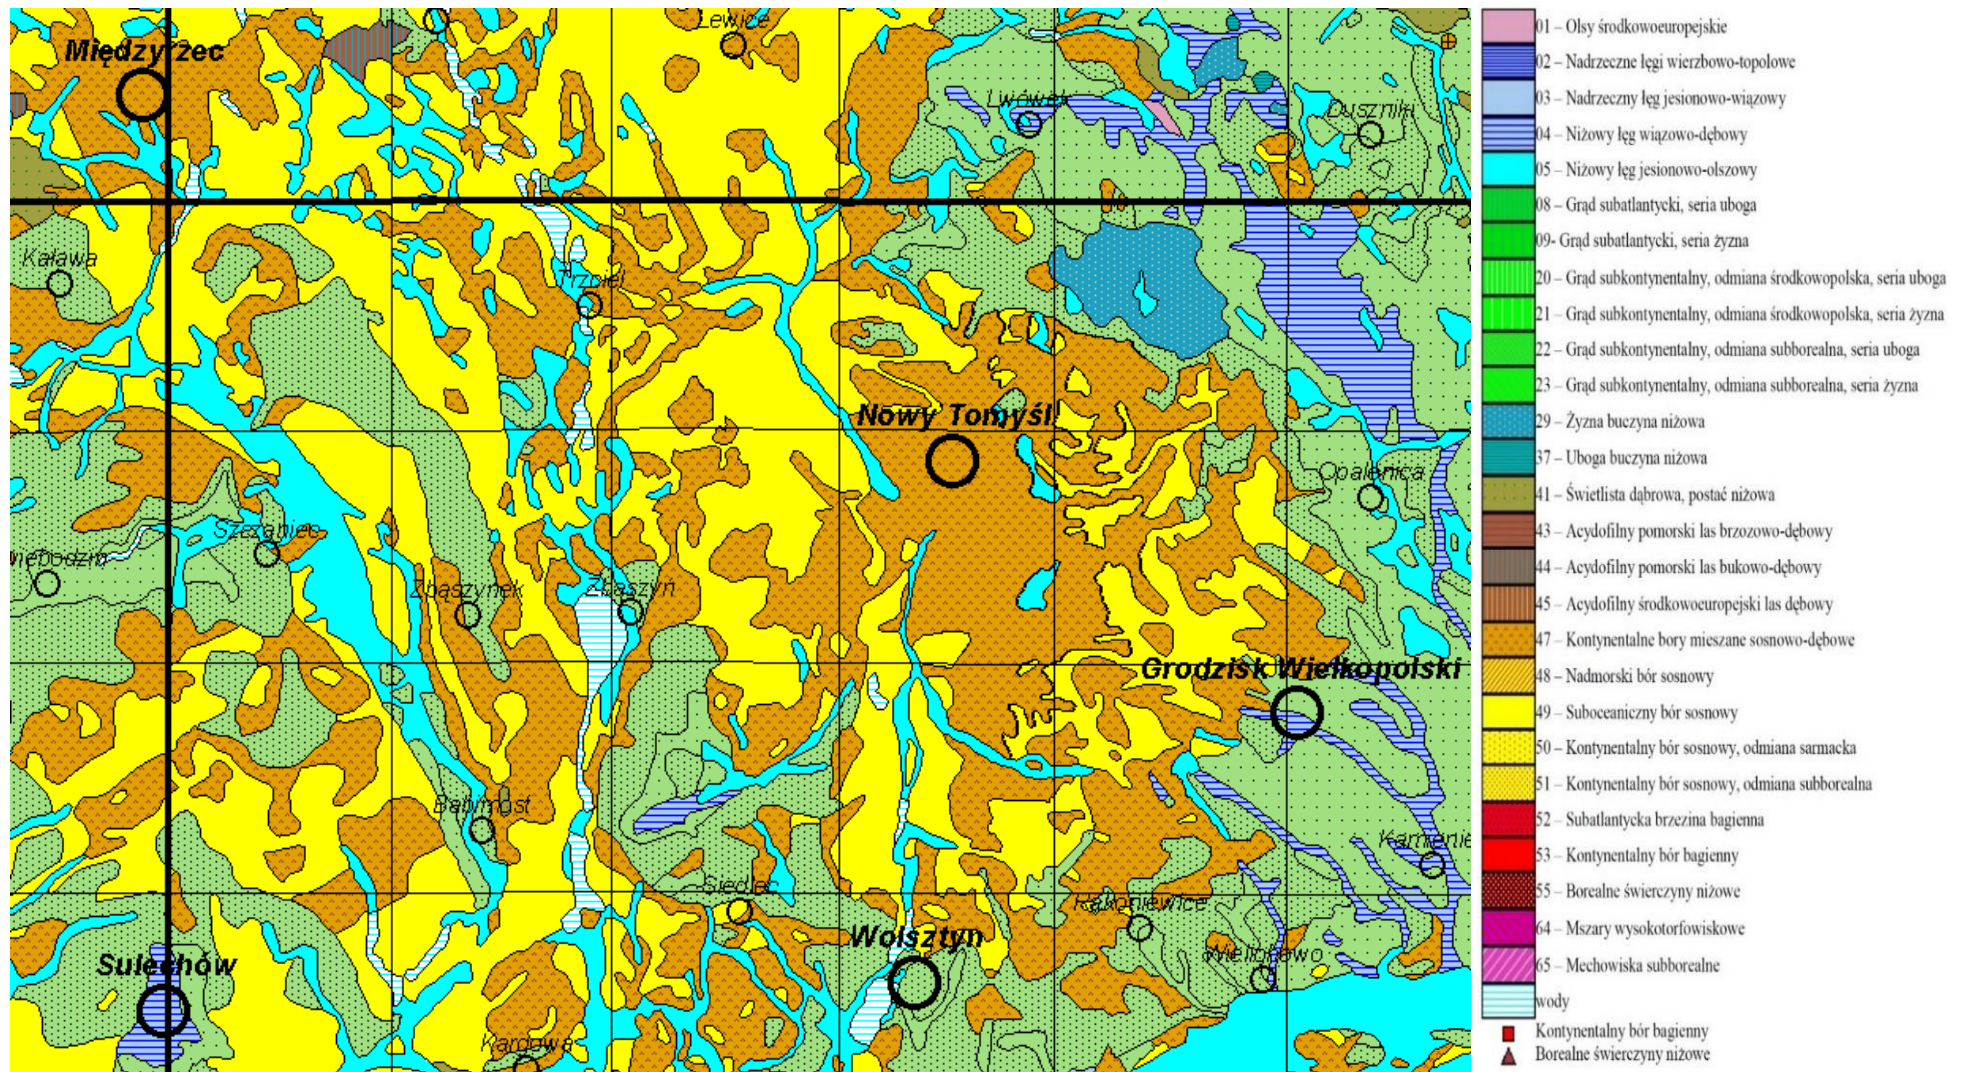 Lewice
Międzyrzec
Lwówek
Duszniki
Kaława
Trzciel
Nowy Tomyśl
Opalenica
Szczaniec
Zbąszynek
Zbąszyń
Grodzisk Wielkopolski
Babimost
Kamienie
Siedlec
Rakoniewice
Wolsztyn
Wielichowo
Sulechów
Kargowa
01 – Olsy środkowoeuropejskie
02 – Nadrzeczne łęgi wierzbowo-topolowe
03 – Nadrzeczny łęg jesionowo-wiązowy
04 – Niżowy łęg wiązowo-dębowy
05 – Niżowy łęg jesionowo-olszowy
08 – Grąd subatlantycki, seria uboga
09- Grąd subatlantycki, seria żyzna
20 – Grąd subkontynentalny, odmiana środkowopolska, seria uboga
21 – Grąd subkontynentalny, odmiana środkowopolska, seria żyzna
22 – Grąd subkontynentalny, odmiana subborealna, seria uboga
23 – Grąd subkontynentalny, odmiana subborealna, seria żyzna
29 – Żyzna buczyna niżowa
37 – Uboga buczyna niżowa
41 – Świetlista dąbrowa, postać niżowa
43 – Acydofilny pomorski las brzozowo-dębowy
44 – Acydofilny pomorski las bukowo-dębowy
45 – Acydofilny środkowoeuropejski las dębowy
47 – Kontynentalne bory mieszane sosnowo-dębowe
48 – Nadmorski bór sosnowy
49 – Suboceaniczny bór sosnowy
50 – Kontynentalny bór sosnowy, odmiana sarmacka
51 – Kontynentalny bór sosnowy, odmiana subborealna
52 – Subatlantycka brzezina bagienna
53 – Kontynentalny bór bagienny
55 – Borealne świerczyny niżowe
64 – Mszary wysokotorfowiskowe
65 – Mechowiska subborealne
wody
Kontynentalny bór bagienny
Borealne świerczyny niżowe